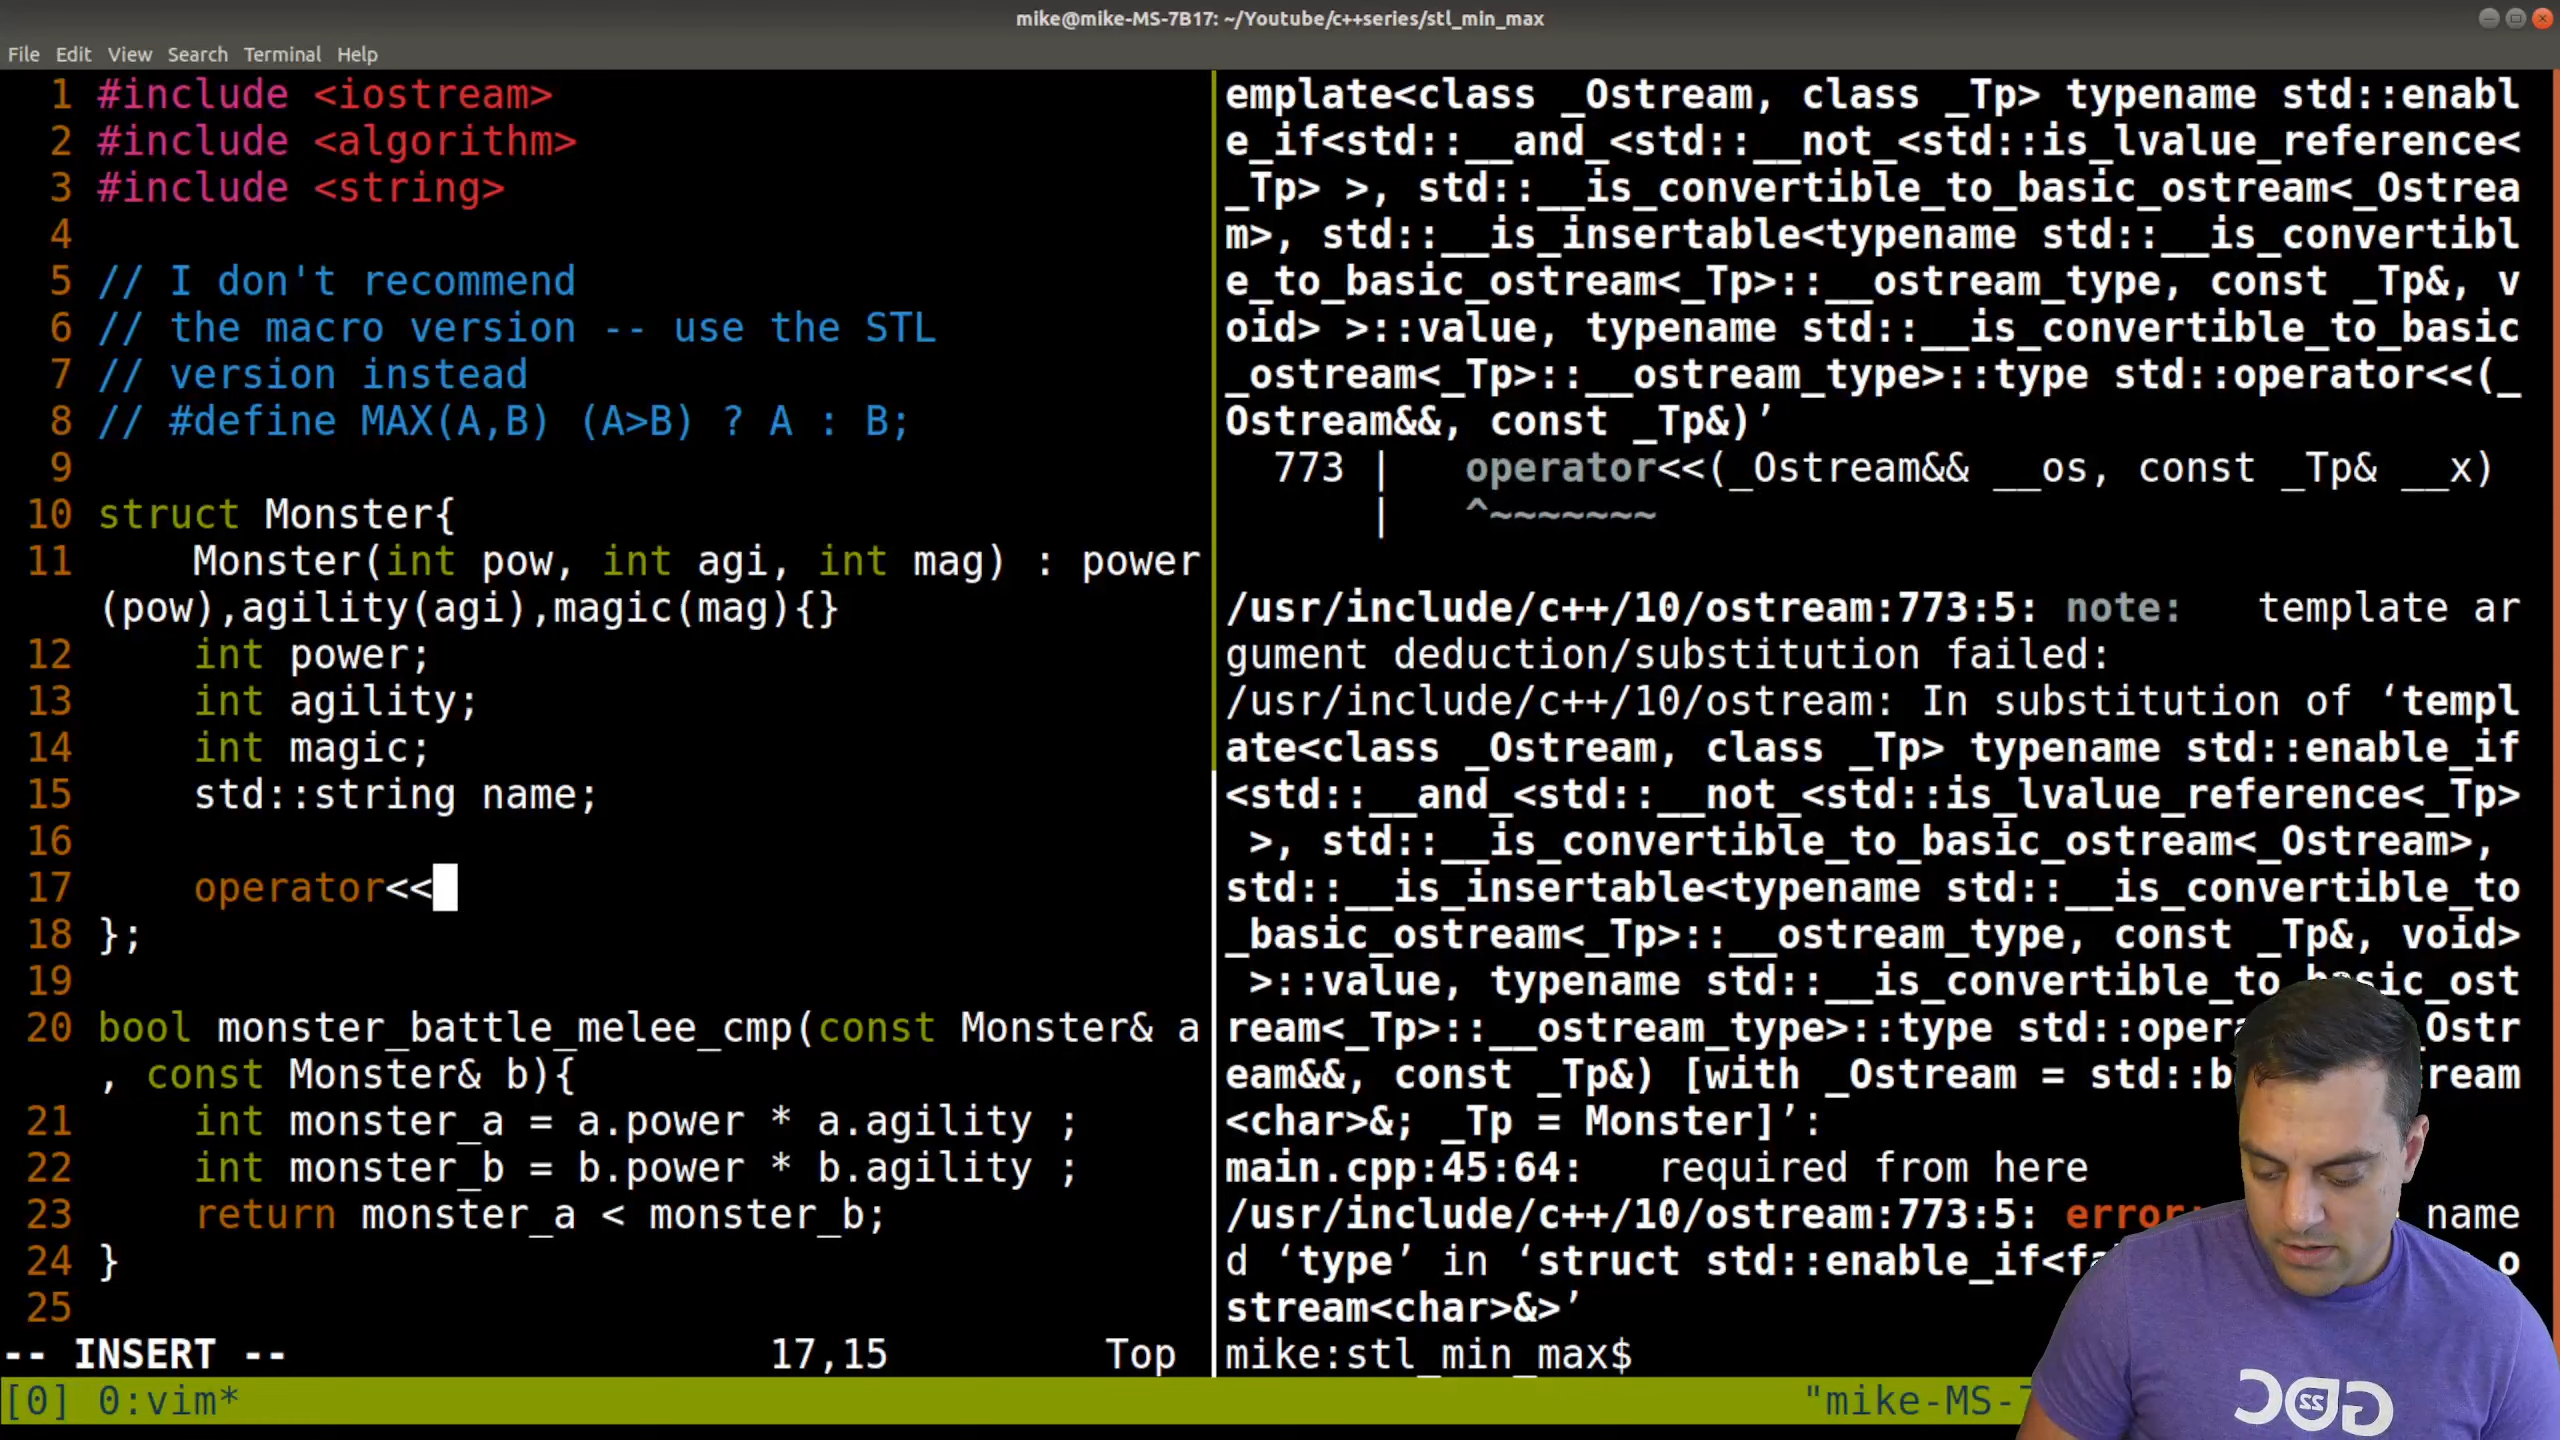 mike@mike-MS-7B17: ~/Youtube/c++series/stl_min_max
File Edit View Search Terminal Help
1 #include <iostream>
2 #include <algorithm>
3 #include <string>
4
5 // I don't recommend
6 // the macro version -- use the STL
7 // version instead
8 // #define MAX(A,B) (A>B) ? A : B;
9
10 struct Monster{
11 Monster(int pow, int agi, int mag) : power
(pow),agility(agi),magic(mag){}
12 int power;
13 int agility;
14 int magic;
15 std::string name;
16
17 operator<<
18 };
19
20 bool monster_battle_melee_cmp(const Monster& a
, const Monster& b){
21 int monster_a = a.power * a.agility ;
22 int monster_b = b.power * b.agility ;
23 return monster_a < monster_b;
24 }
25
-- INSERT -- 17,15 Top
emplate<class _Ostream, class _Tp> typename std::enabl
e_if<std::__and_<std::__not_<std::is_lvalue_reference<
_Tp> >, std::__is_convertible_to_basic_ostream<_Ostrea
m>, std::__is_insertable<typename std::__is_convertibl
e_to_basic_ostream<_Tp>::__ostream_type, const _Tp&, v
oid> >::value, typename std::__is_convertible_to_basic
_ostream<_Tp>::__ostream_type>::type std::operator<<(_
Ostream&&, const _Tp&)’
773 | operator<<(_Ostream&& __os, const _Tp& __x)
| ^~~~~~~~
/usr/include/c++/10/ostream:773:5: note: template ar
gument deduction/substitution failed:
/usr/include/c++/10/ostream: In substitution of ‘templ
ate<class _Ostream, class _Tp> typename std::enable_if
<std::__and_<std::__not_<std::is_lvalue_reference<_Tp>
>, std::__is_convertible_to_basic_ostream<_Ostream>,
std::__is_insertable<typename std::__is_convertible_to
_basic_ostream<_Tp>::__ostream_type, const _Tp&, void>
>::value, typename std::__is_convertible_to_basic_ost
ream<_Tp>::__ostream_type>::type std::oper Ostr
eam&&, const _Tp&) [with _Ostream = std::b ream
<char>&; _Tp = Monster]’:
main.cpp:45:64: required from here
/usr/include/c++/10/ostream:773:5: error: name
d ‘type’ in ‘struct std::enable_if<fa o
stream<char>&>’
mike:stl_min_max$
[0] 0:vim* "mike-MS-7
GDC 22